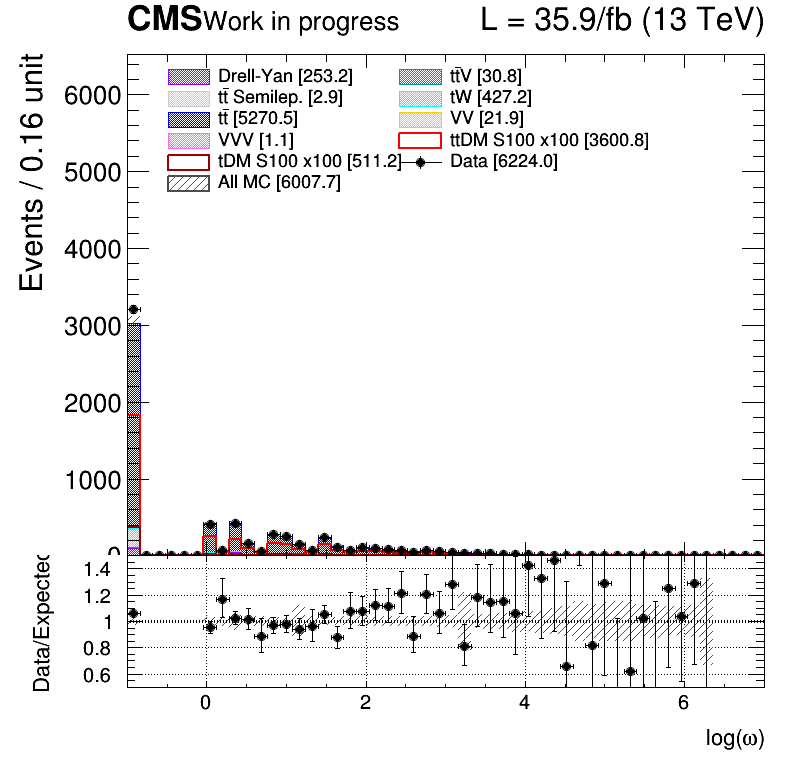 CMS Work in progress L = 35.9/fb (13 TeV)
Events / 0.16 unit
6000
5000
4000
3000
2000
1000
0
Drell-Yan [253.2]
tt̄V [30.8]
tt̄ Semilep. [2.9]
tW [427.2]
tt̄ [5270.5]
VV [21.9]
VVV [1.1]
ttDM S100 x100 [3600.8]
tDM S100 x100 [511.2]
Data [6224.0]
All MC [6007.7]
Data/Expected
1.4
1.2
1
0.8
0.6
0 2 4 6
log(ω)